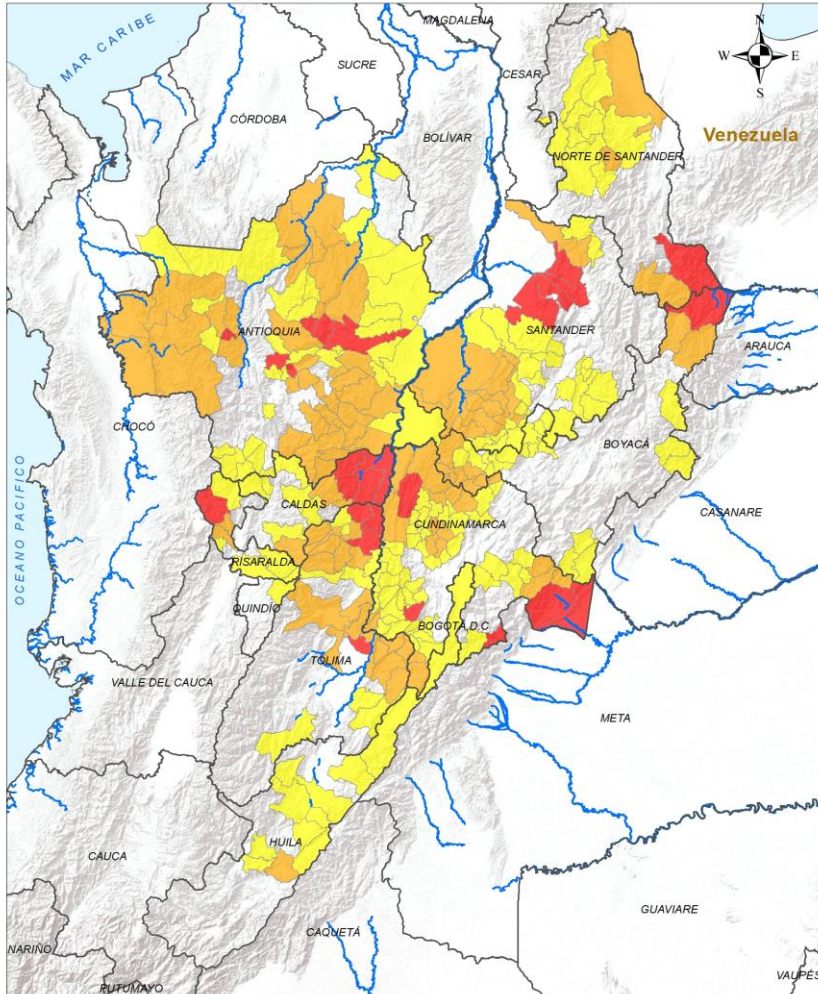 MAGDALENA
MAR CARIBE
N
W E
S
SUCRE
CESAR
CÓRDOBA
BOLÍVAR
Venezuela
NORTE DE SANTANDER
ANTIOQUIA
SANTANDER
ARAUCA
CHOCÓ
BOYACÁ
OCEANO PACIFICO
CALDAS
CUNDINAMARCA
CASANARE
RISARALDA
QUINDÍO
BOGOTÁ, D.C
TOLIMA
VALLE DEL CAUCA
META
HUILA
CAUCA
GUAVIARE
CAQUETÁ
NARIÑO
PUTUMAYO
VAUPÉS